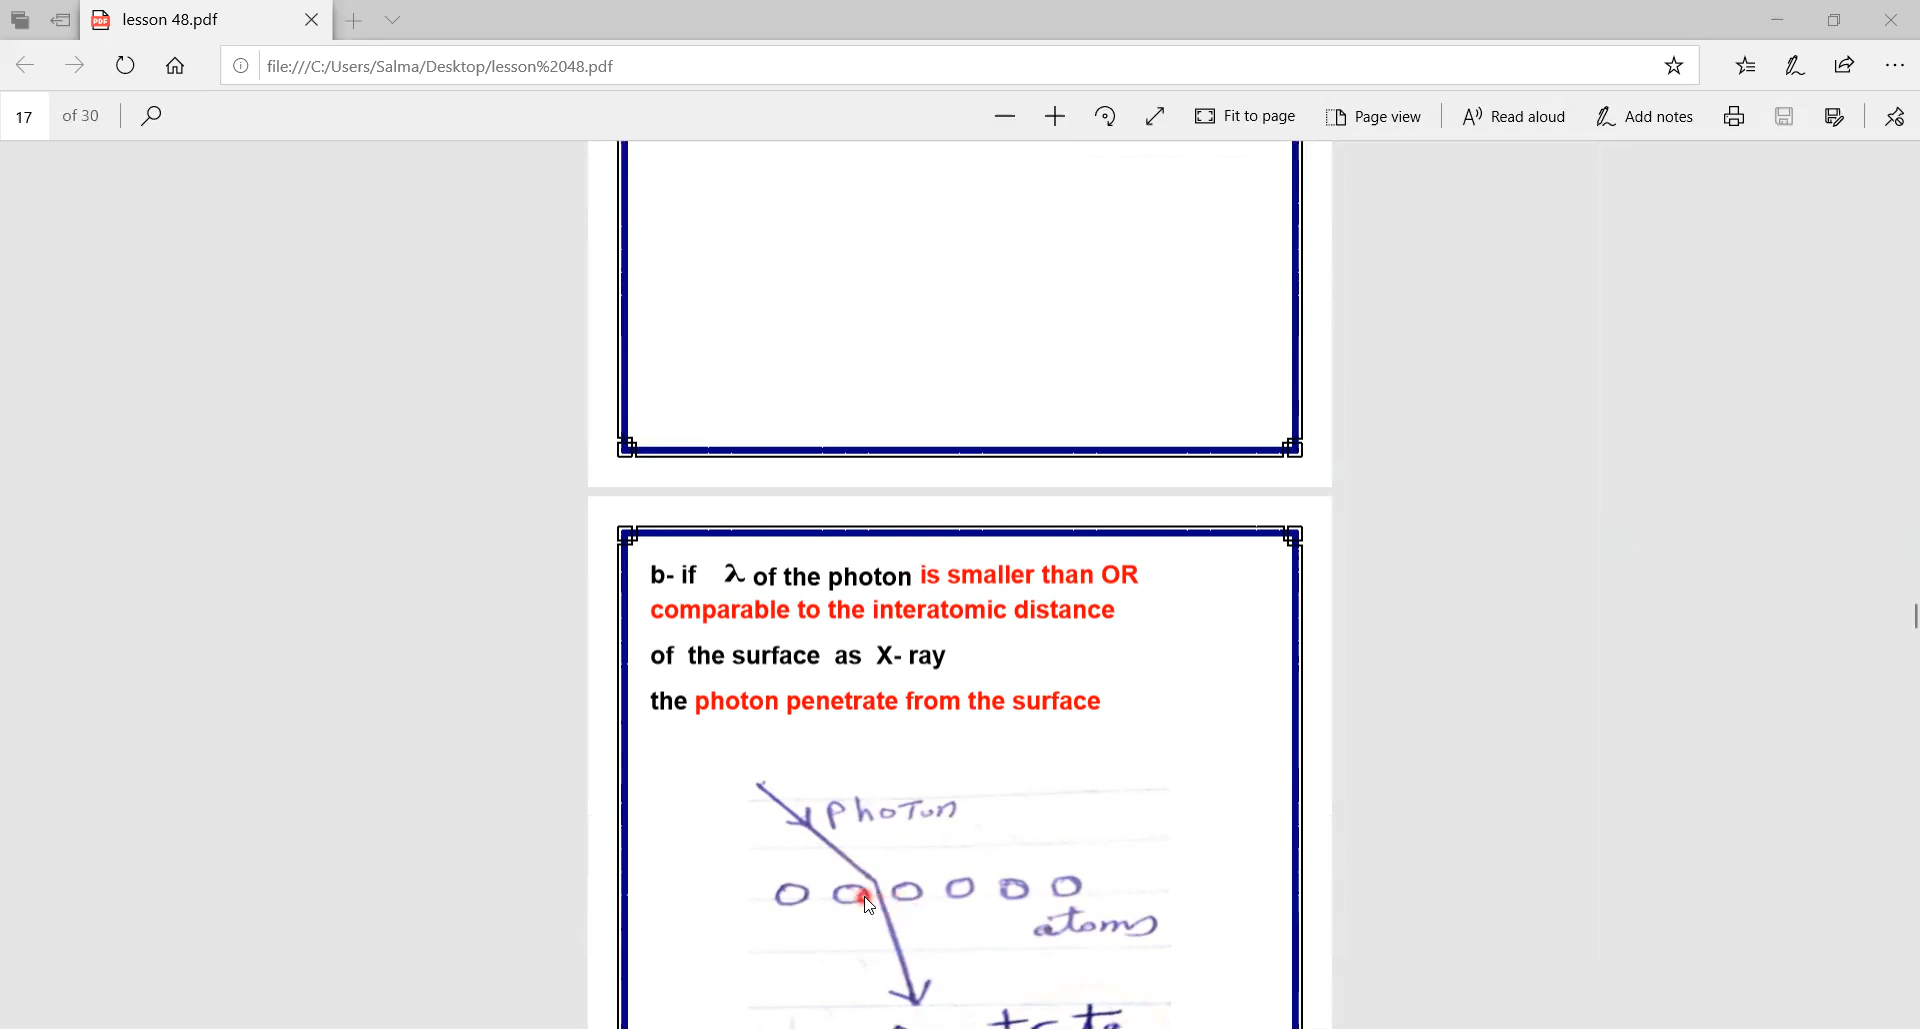 lesson 48.pdf
file:///C:/Users/Salma/Desktop/lesson%2048.pdf
17 of 30
Fit to page
Page view
Read aloud
Add notes
b- if λ of the photon is smaller than OR
comparable to the interatomic distance
of the surface as X- ray
the photon penetrate from the surface
photon
atoms